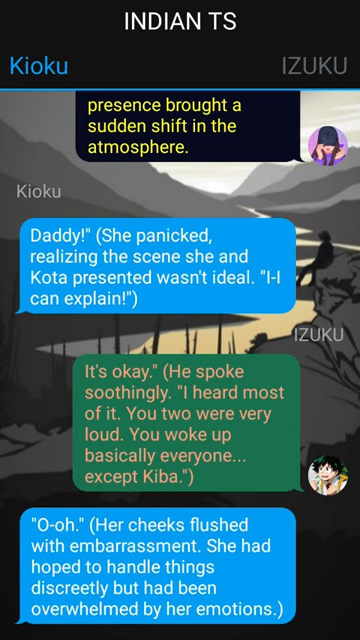 INDIAN TS
Kioku IZUKU
presence brought a
sudden shift in the
atmosphere.
Kioku
Daddy!" (She panicked,
realizing the scene she and
Kota presented wasn't ideal. "I-I
can explain!")
IZUKU
It's okay." (He spoke
soothingly. "I heard most
of it. You two were very
loud. You woke up
basically everyone...
except Kiba.")
"O-oh." (Her cheeks flushed
with embarrassment. She had
hoped to handle things
discreetly but had been
overwhelmed by her emotions.)